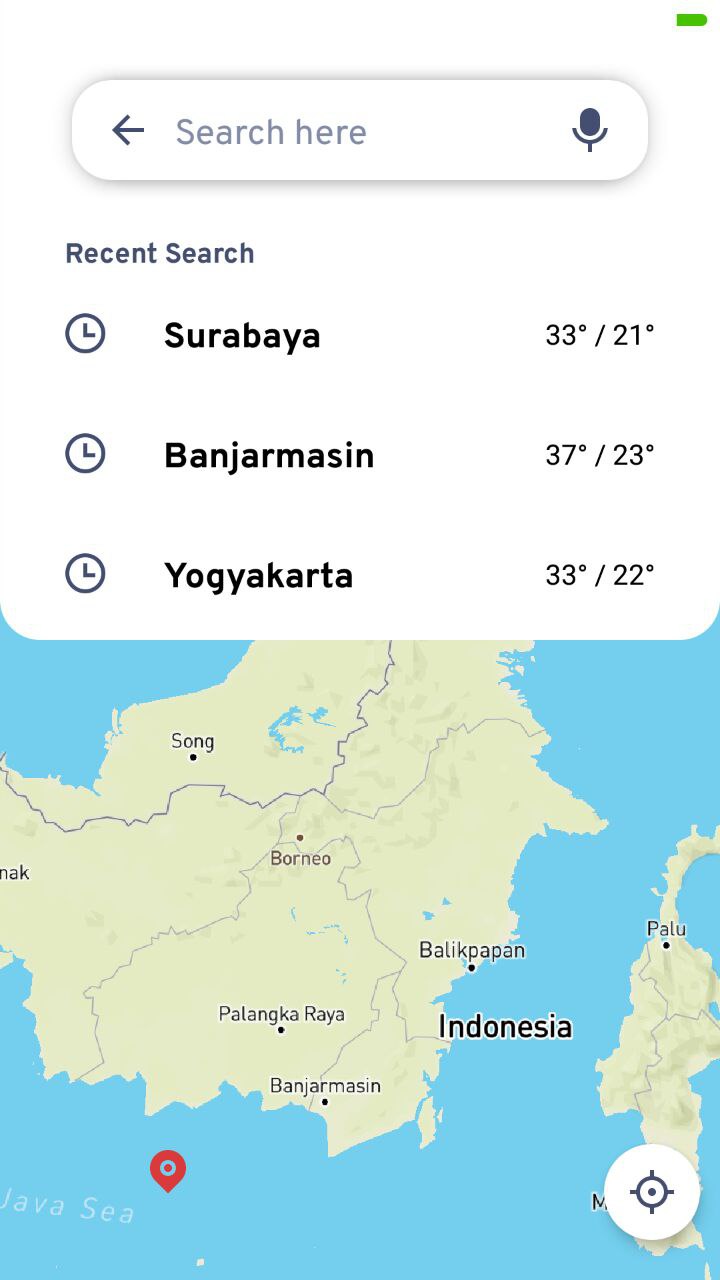 Search here
Recent Search
Surabaya 33° / 21°
Banjarmasin 37° / 23°
Yogyakarta 33° / 22°
Song
Borneo
nak
Palu
Balikpapan
Palangka Raya
Indonesia
Banjarmasin
Java Sea
M